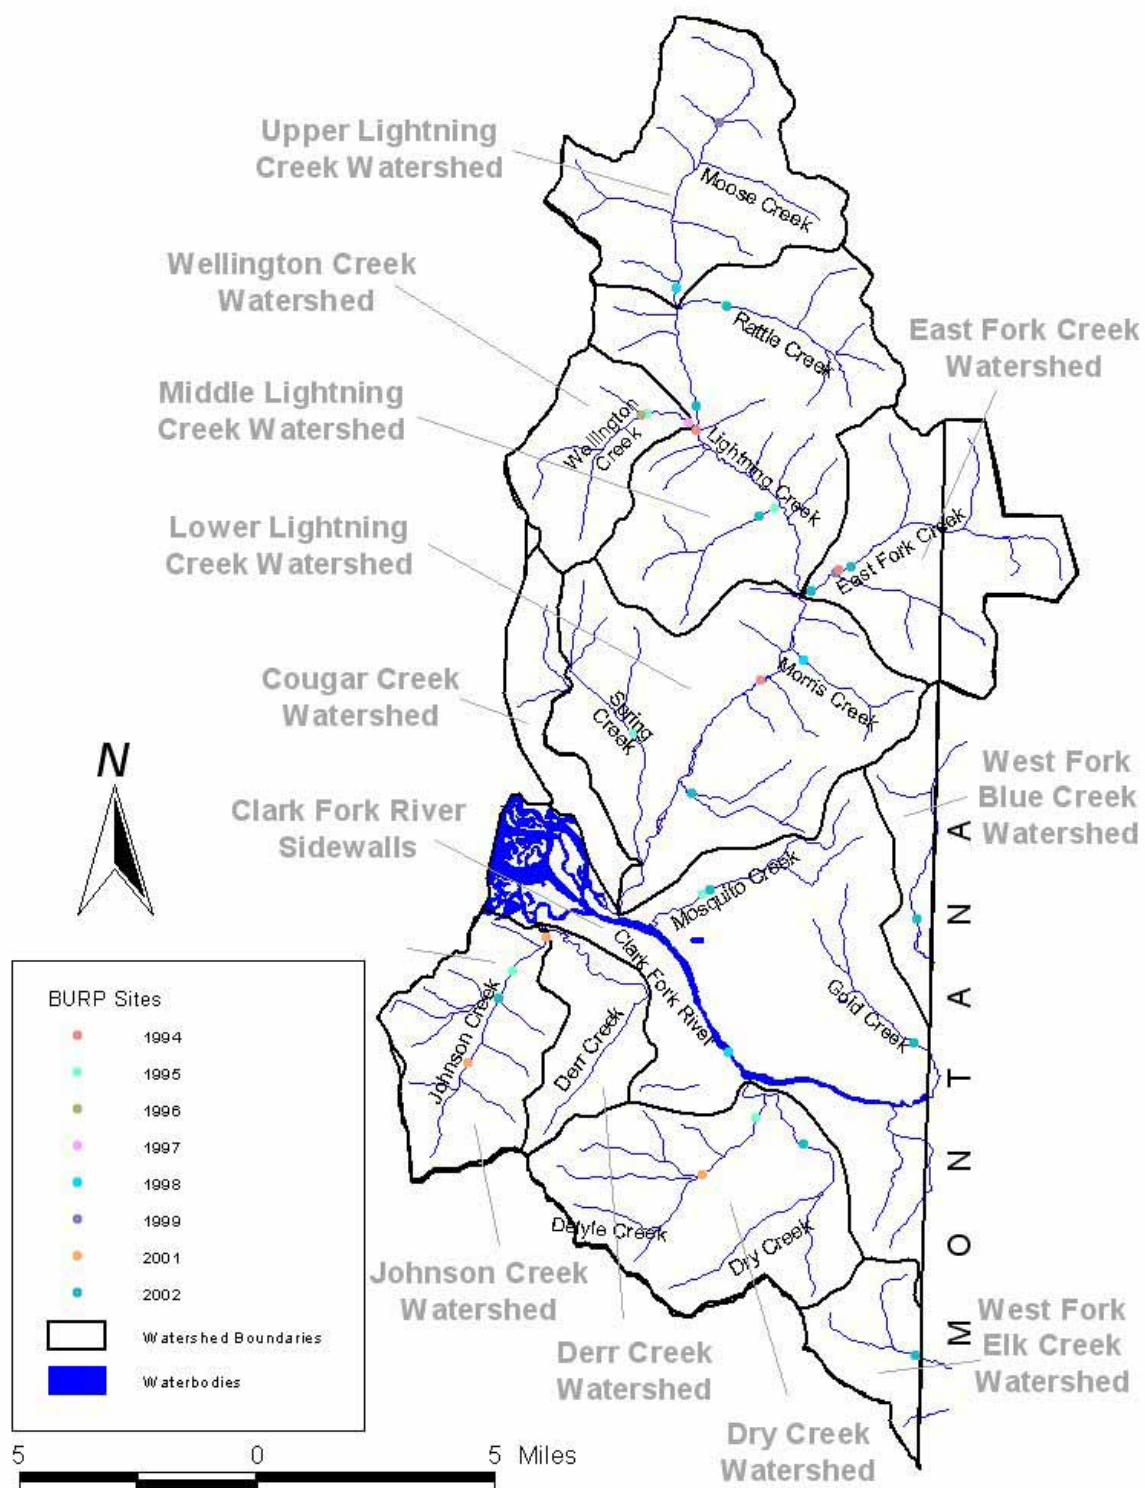 Upper Lightning
Creek Watershed
Moose Creek
Wellington Creek
Watershed
Rattle Creek
East Fork Creek
Watershed
Middle Lightning
Creek Watershed
Wellington
Creek
Lightning Creek
Lower Lightning
Creek Watershed
East Fork Creek
Cougar Creek
Watershed
Spring
Creek
Morris Creek
N
West Fork
Blue Creek
Watershed
Clark Fork River
Sidewalls
Mosquito Creek
Clark Fork River
Gold Creek
Johnson Creek
Derr Creek
MONTANA
BURP Sites
1994
1995
1996
1997
1998
1999
2001
2002
Watershed Boundaries
Waterbodies
Delyle Creek
Dry Creek
Johnson Creek
Watershed
Derr Creek
Watershed
West Fork
Elk Creek
Watershed
Dry Creek
Watershed
5 0 5 Miles